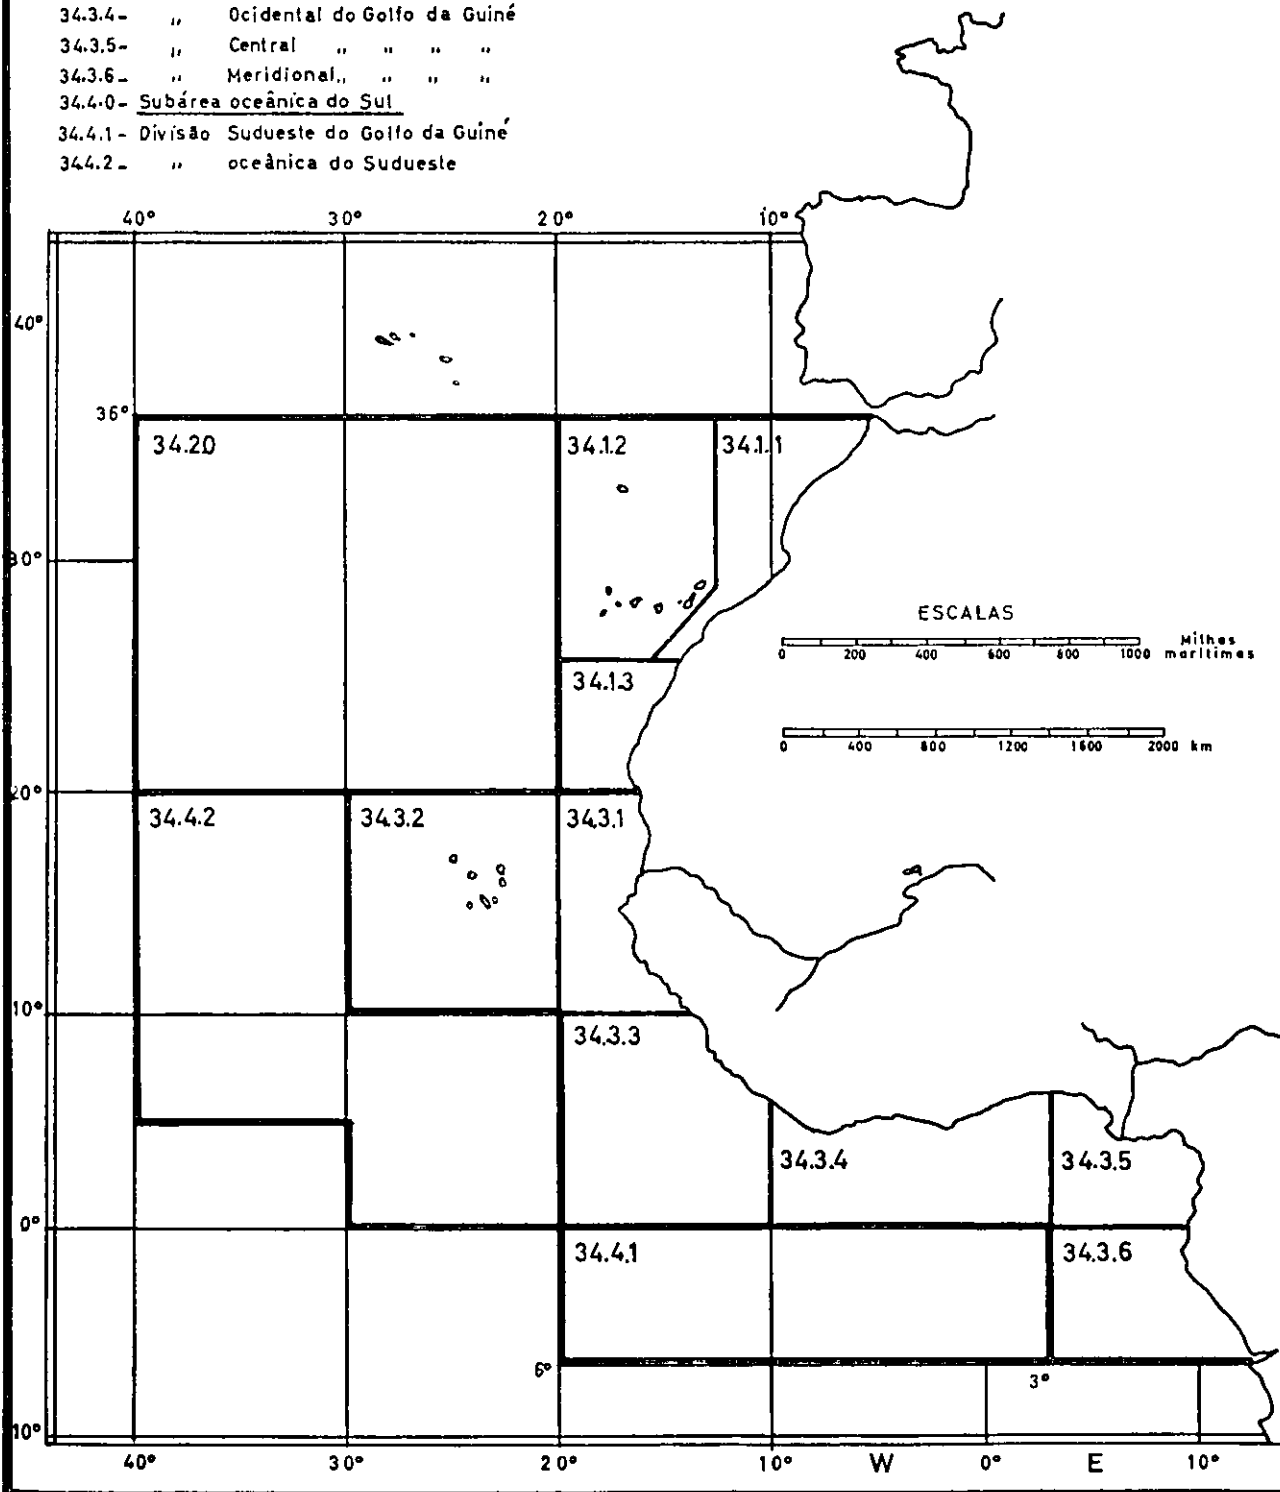 34.3.4- ,, Ocidental do Golfo da Guiné
34.3.5- ,, Central ,, ,, ,, ,,
34.3.6- ,, Meridional ,, ,, ,, ,,
34.4.0- Subárea oceânica do Sul
34.4.1- Divisão Sudueste do Golfo da Guiné
34.4.2- ,, oceânica do Sudueste
40° 30° 20° 10°
40°
36°
34.2.0 34.1.2 34.1.1
30°
ESCALAS
Milhas marítimas
0 200 400 600 800 1000
34.1.3
0 400 800 1200 1600 2000 km
20°
34.4.2 34.3.2 34.3.1
10°
34.3.3
34.3.4 34.3.5
0°
34.4.1 34.3.6
6°
3°
10°
40° 30° 20° 10° W 0° E 10°